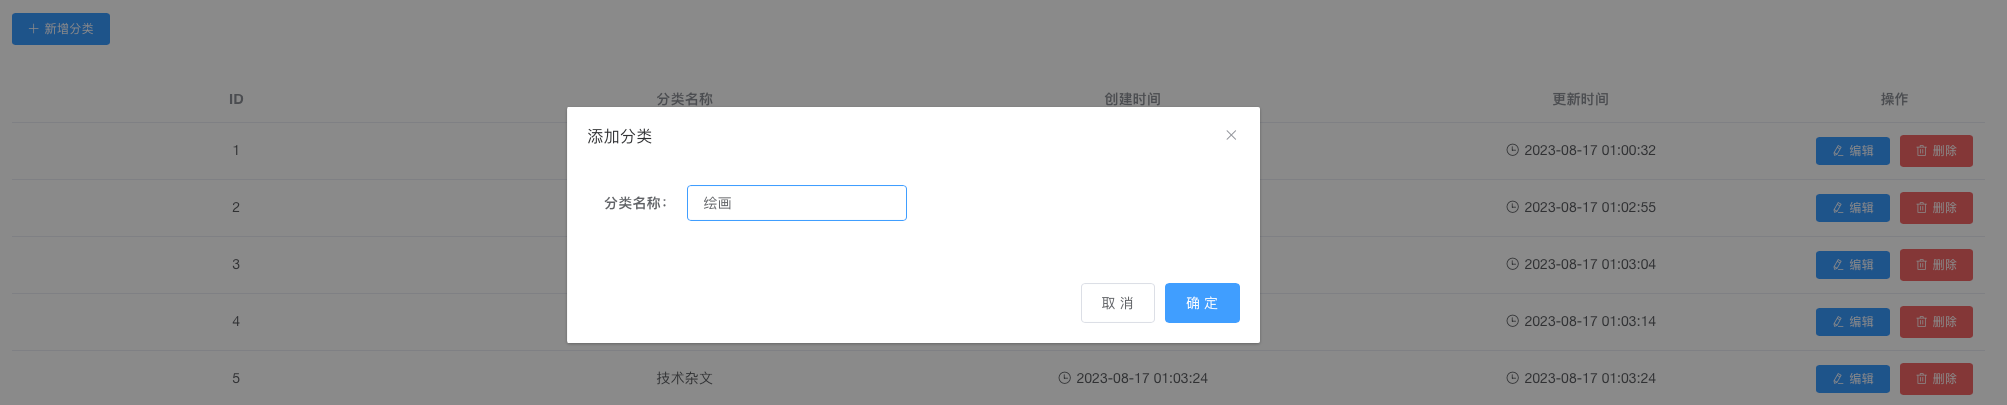 新增分类
ID 分类名称 创建时间 更新时间 操作
添加分类
1 2023-08-17 01:00:32 编辑 删除
分类名称: 绘画
2 2023-08-17 01:02:55 编辑 删除
3 2023-08-17 01:03:04 编辑 删除
取消 确定
4 2023-08-17 01:03:14 编辑 删除
5 技术杂文 2023-08-17 01:03:24 2023-08-17 01:03:24 编辑 删除